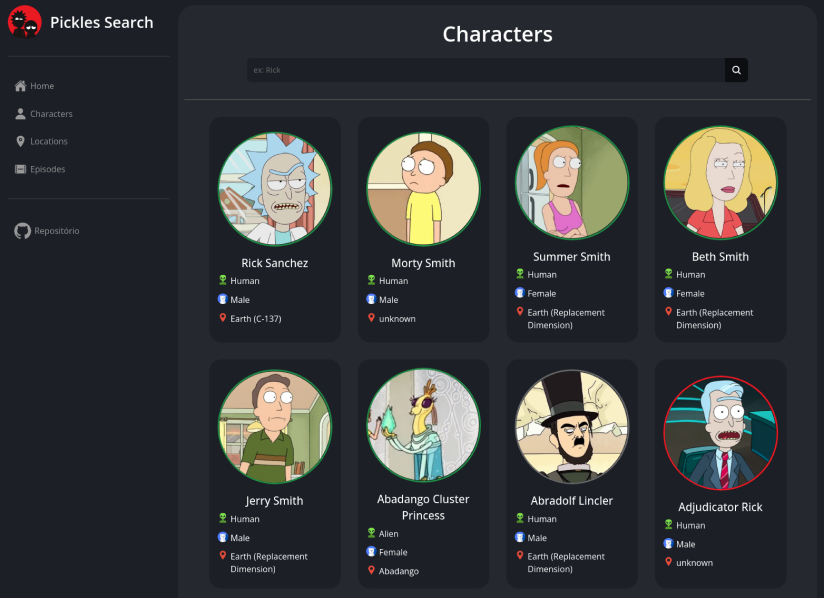 Pickles Search
Home
Characters
Locations
Episodes
Repositório
Characters
ex: Rick
Rick Sanchez
Human
Male
Earth (C-137)
Morty Smith
Human
Male
unknown
Summer Smith
Human
Female
Earth (Replacement
Dimension)
Beth Smith
Human
Female
Earth (Replacement
Dimension)
Jerry Smith
Human
Male
Earth (Replacement
Dimension)
Abadango Cluster
Princess
Alien
Female
Abadango
Abradolf Lincler
Human
Male
Earth (Replacement
Dimension)
Adjudicator Rick
Human
Male
unknown